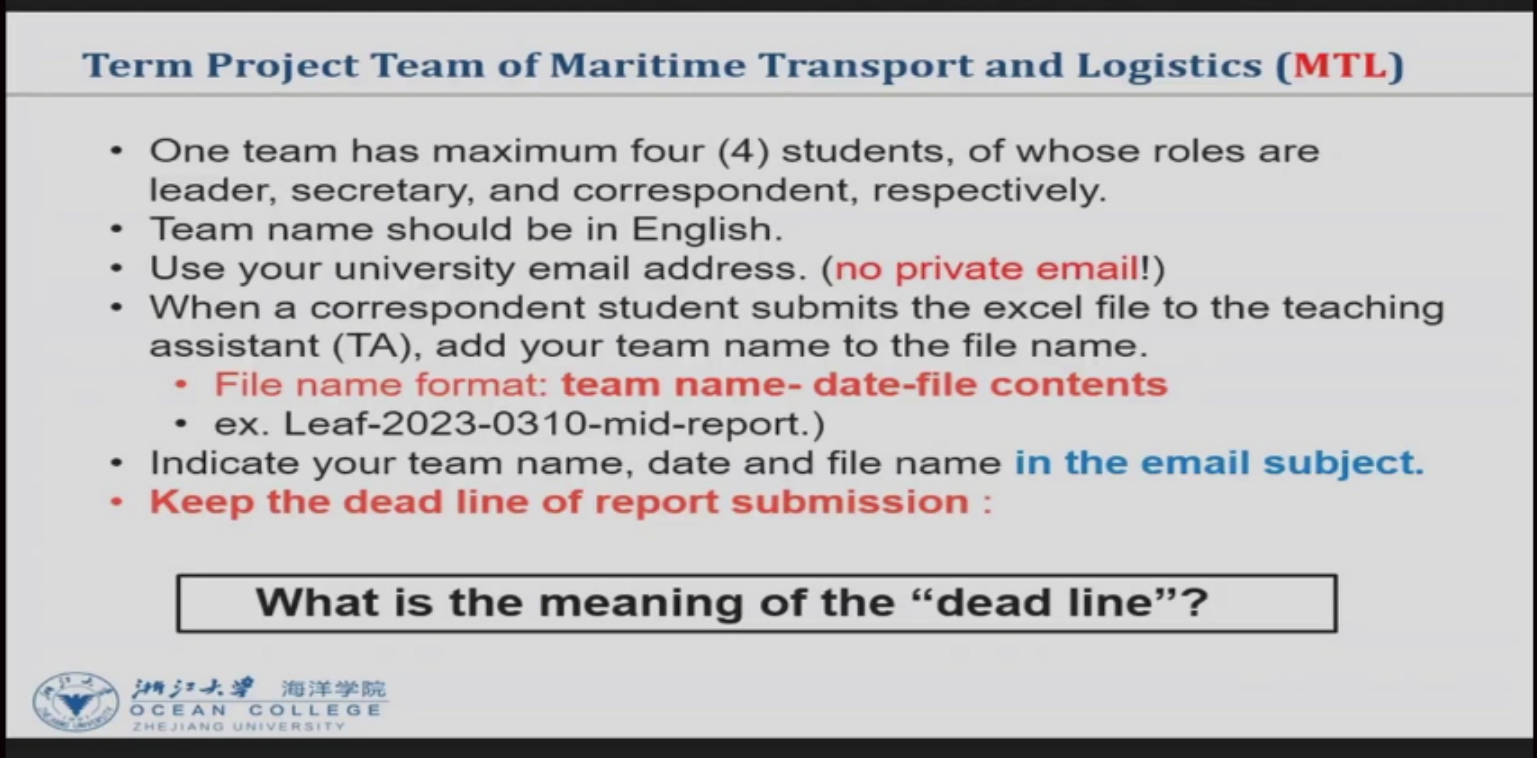 Term Project Team of Maritime Transport and Logistics (MTL)
• One team has maximum four (4) students, of whose roles are
leader, secretary, and correspondent, respectively.
• Team name should be in English.
• Use your university email address. (no private email!)
• When a correspondent student submits the excel file to the teaching
assistant (TA), add your team name to the file name.
• File name format: team name- date-file contents
• ex. Leaf-2023-0310-mid-report.)
• Indicate your team name, date and file name in the email subject.
• Keep the dead line of report submission :
What is the meaning of the “dead line”?
浙江大学 海洋学院
OCEAN COLLEGE
ZHEJIANG UNIVERSITY